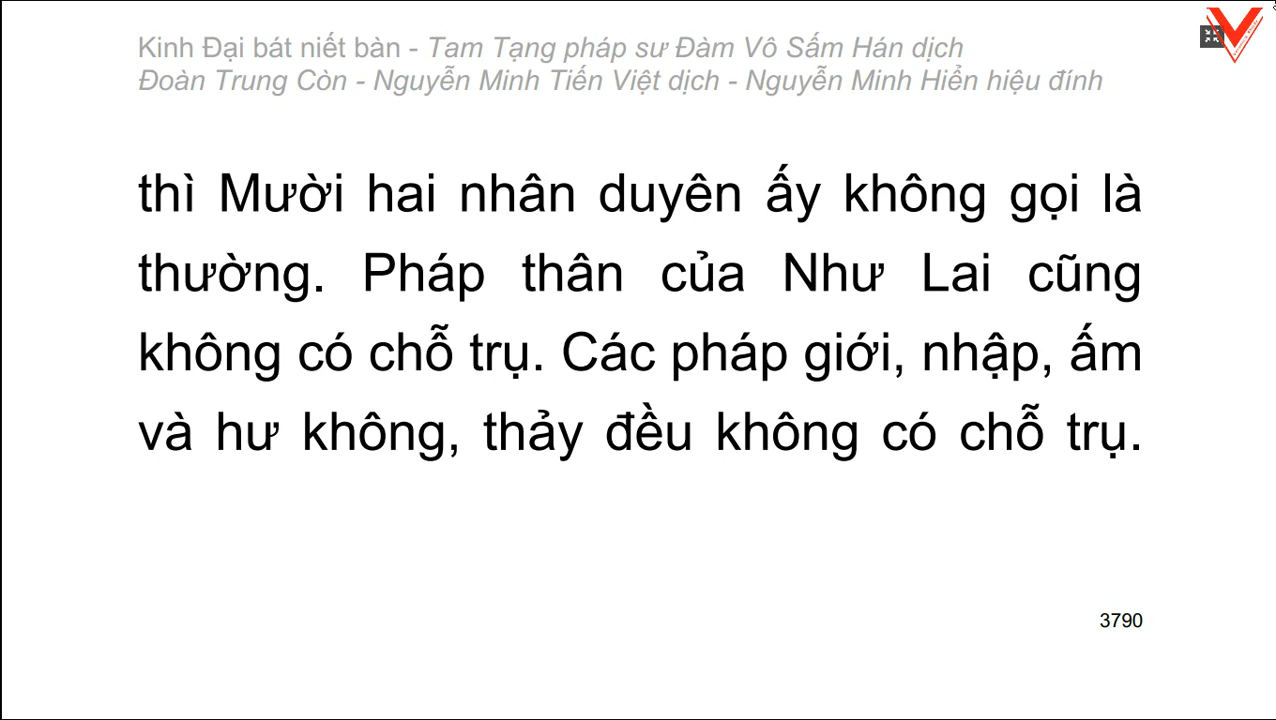 Kinh Đại bát niết bàn - Tam Tạng pháp sư Đàm Vô Sấm Hán dịch
Đoàn Trung Còn - Nguyễn Minh Tiến Việt dịch - Nguyễn Minh Hiển hiệu đính
thì Mười hai nhân duyên ấy không gọi là
thường. Pháp thân của Như Lai cũng
không có chỗ trụ. Các pháp giới, nhập, ấm
và hư không, thảy đều không có chỗ trụ.
3790